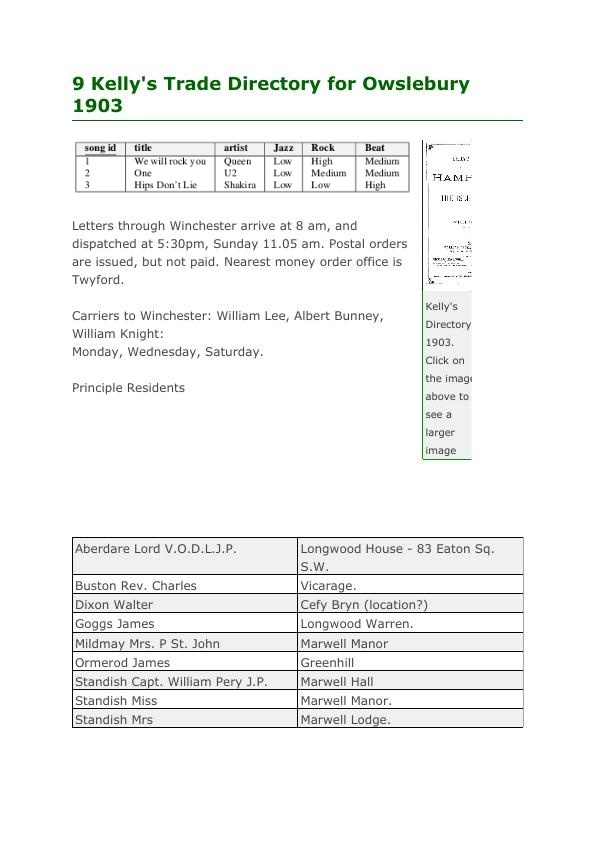 9 Kelly's Trade Directory for Owslebury
1903
song id title artist Jazz Rock Beat
1 We will rock you Queen Low High Medium
2 One U2 Low Medium Medium
3 Hips Don't Lie Shakira Low Low High
Letters through Winchester arrive at 8 am, and
dispatched at 5:30pm, Sunday 11.05 am. Postal orders
are issued, but not paid. Nearest money order office is
Twyford.
Carriers to Winchester: William Lee, Albert Bunney,
William Knight:
Monday, Wednesday, Saturday.
Principle Residents
HAMP
Kelly's
Directory
1903.
Click on
the image
above to
see a
larger
image
Aberdare Lord V.O.D.L.J.P. Longwood House - 83 Eaton Sq.
S.W.
Buston Rev. Charles Vicarage.
Dixon Walter Cefy Bryn (location?)
Goggs James Longwood Warren.
Mildmay Mrs. P St. John Marwell Manor
Ormerod James Greenhill
Standish Capt. William Pery J.P. Marwell Hall
Standish Miss Marwell Manor.
Standish Mrs Marwell Lodge.